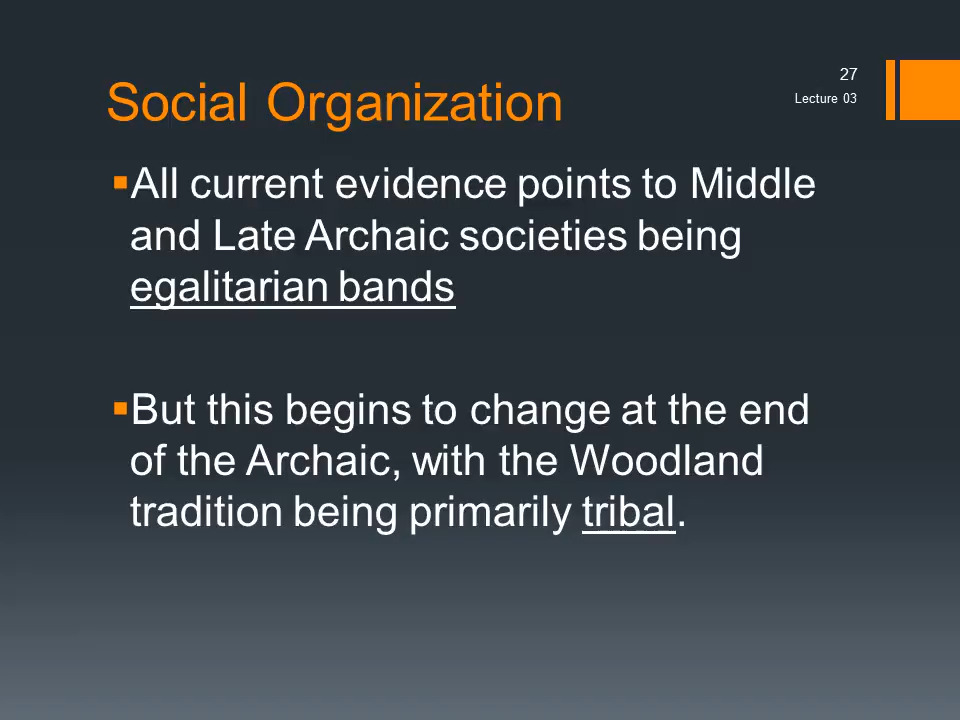 27
Social Organization
Lecture 03
▪All current evidence points to Middle
and Late Archaic societies being
egalitarian bands
▪But this begins to change at the end
of the Archaic, with the Woodland
tradition being primarily tribal.